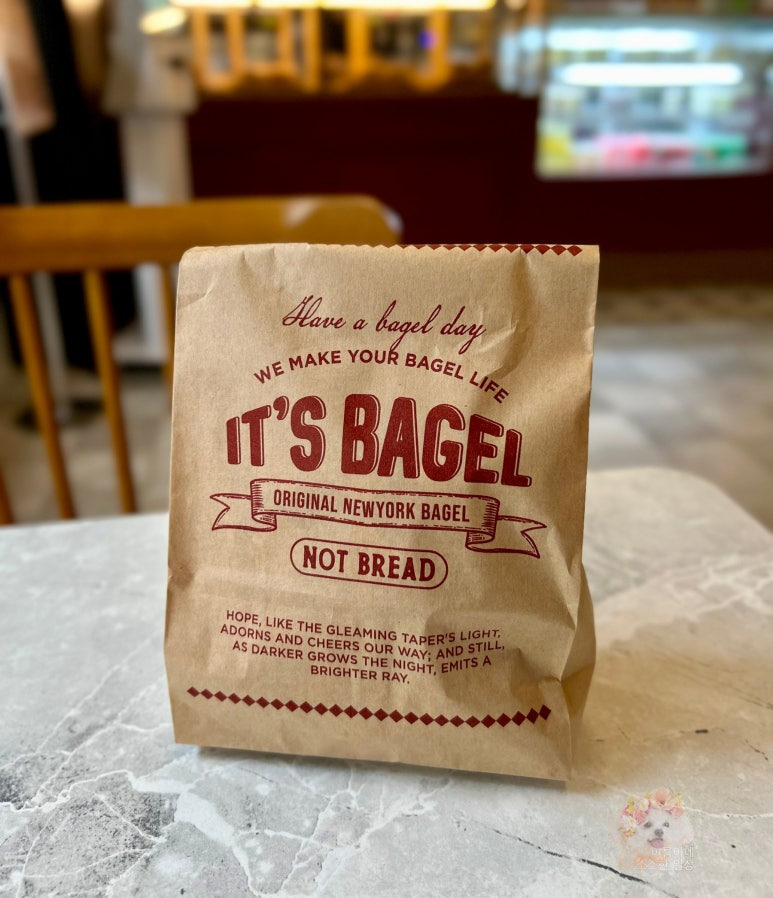 Have a bagel day
WE MAKE YOUR BAGEL LIFE
IT'S BAGEL
ORIGINAL NEWYORK BAGEL
NOT BREAD
HOPE, LIKE THE GLEAMING TAPER'S LIGHT,
ADORNS AND CHEERS OUR WAY; AND STILL,
AS DARKER GROWS THE NIGHT, EMITS A
BRIGHTER RAY.